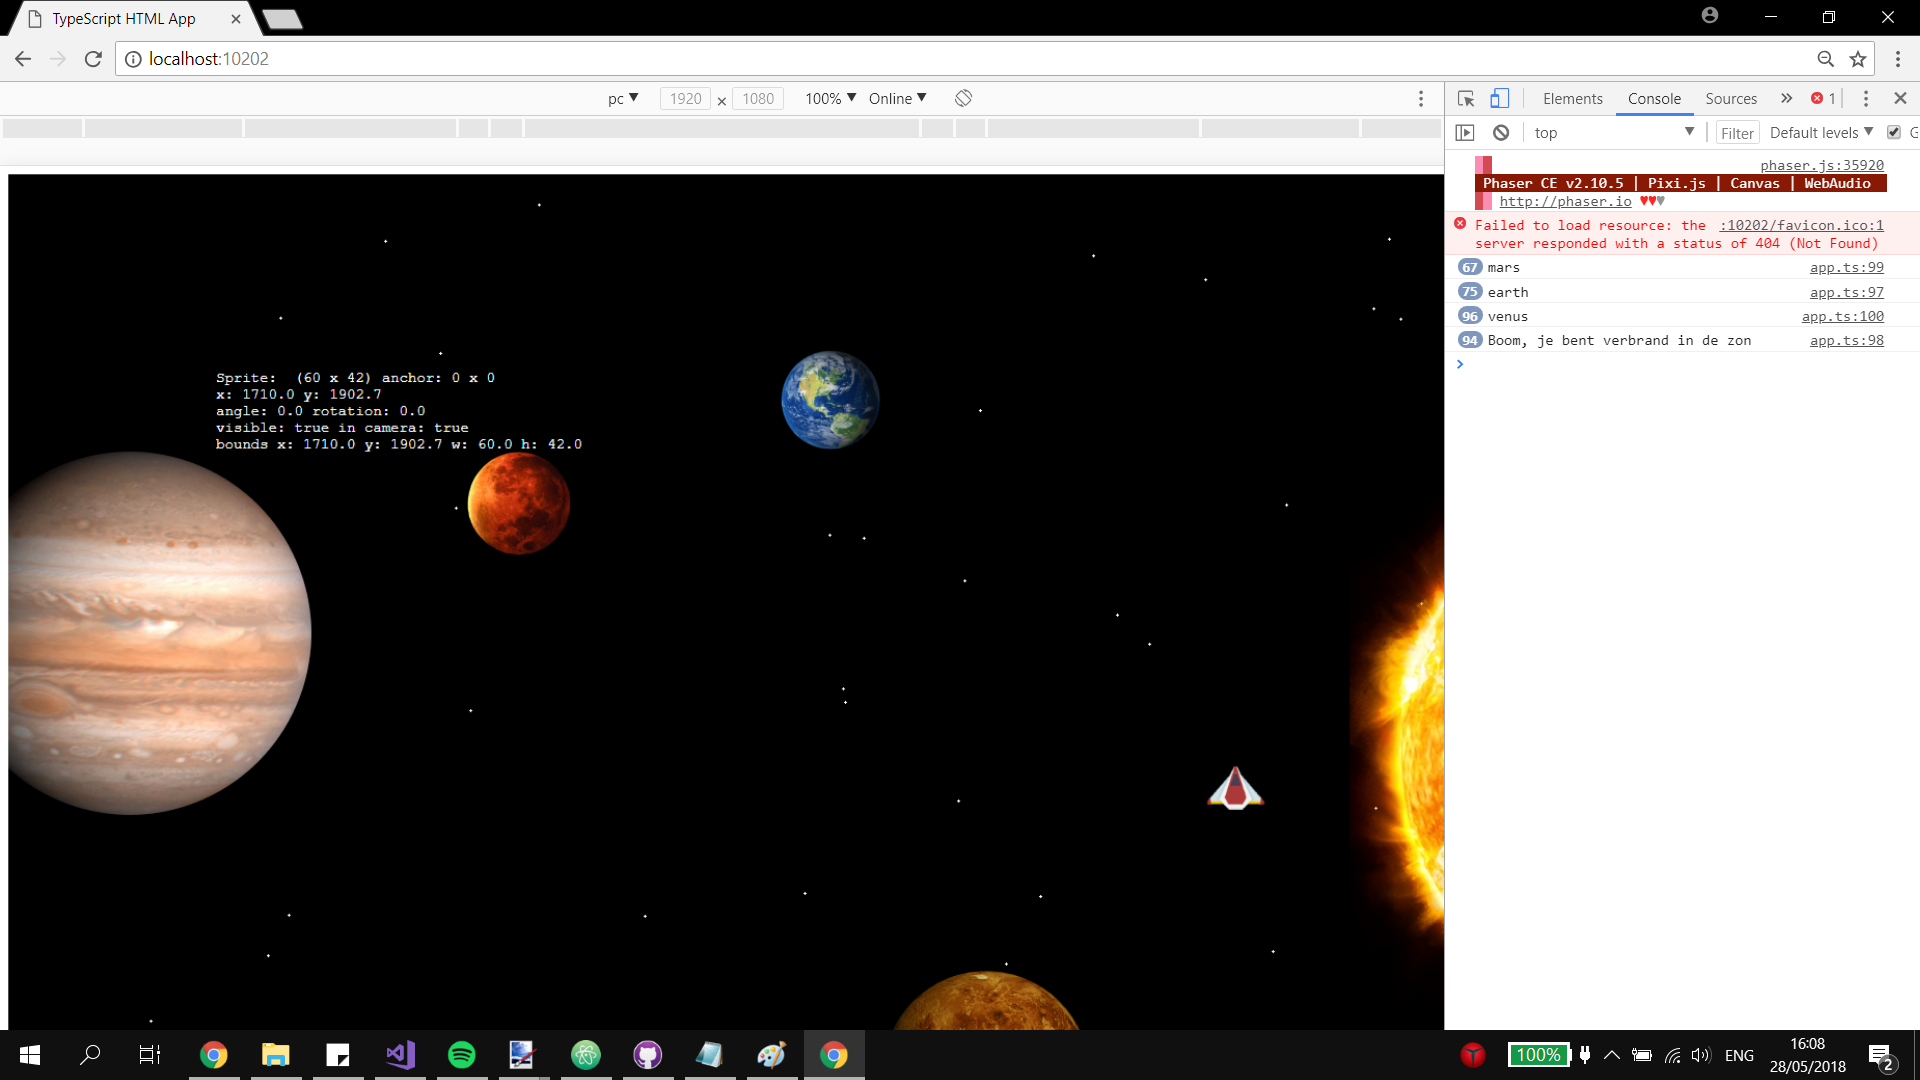 TypeScript HTML App
localhost:10202
pc 1920 x 1080 100% Online
Elements Console Sources 1
top Filter Default levels G
phaser.js:35920
Phaser CE v2.10.5 | Pixi.js | Canvas | WebAudio
http://phaser.io ♥♥♥
Failed to load resource: the :10202/favicon.ico:1
server responded with a status of 404 (Not Found)
67 mars app.ts:99
75 earth app.ts:97
96 venus app.ts:100
94 Boom, je bent verbrand in de zon app.ts:98
Sprite: (60 x 42) anchor: 0 x 0
x: 1710.0 y: 1902.7
angle: 0.0 rotation: 0.0
visible: true in camera: true
bounds x: 1710.0 y: 1902.7 w: 60.0 h: 42.0
100% ENG
16:08
28/05/2018
2